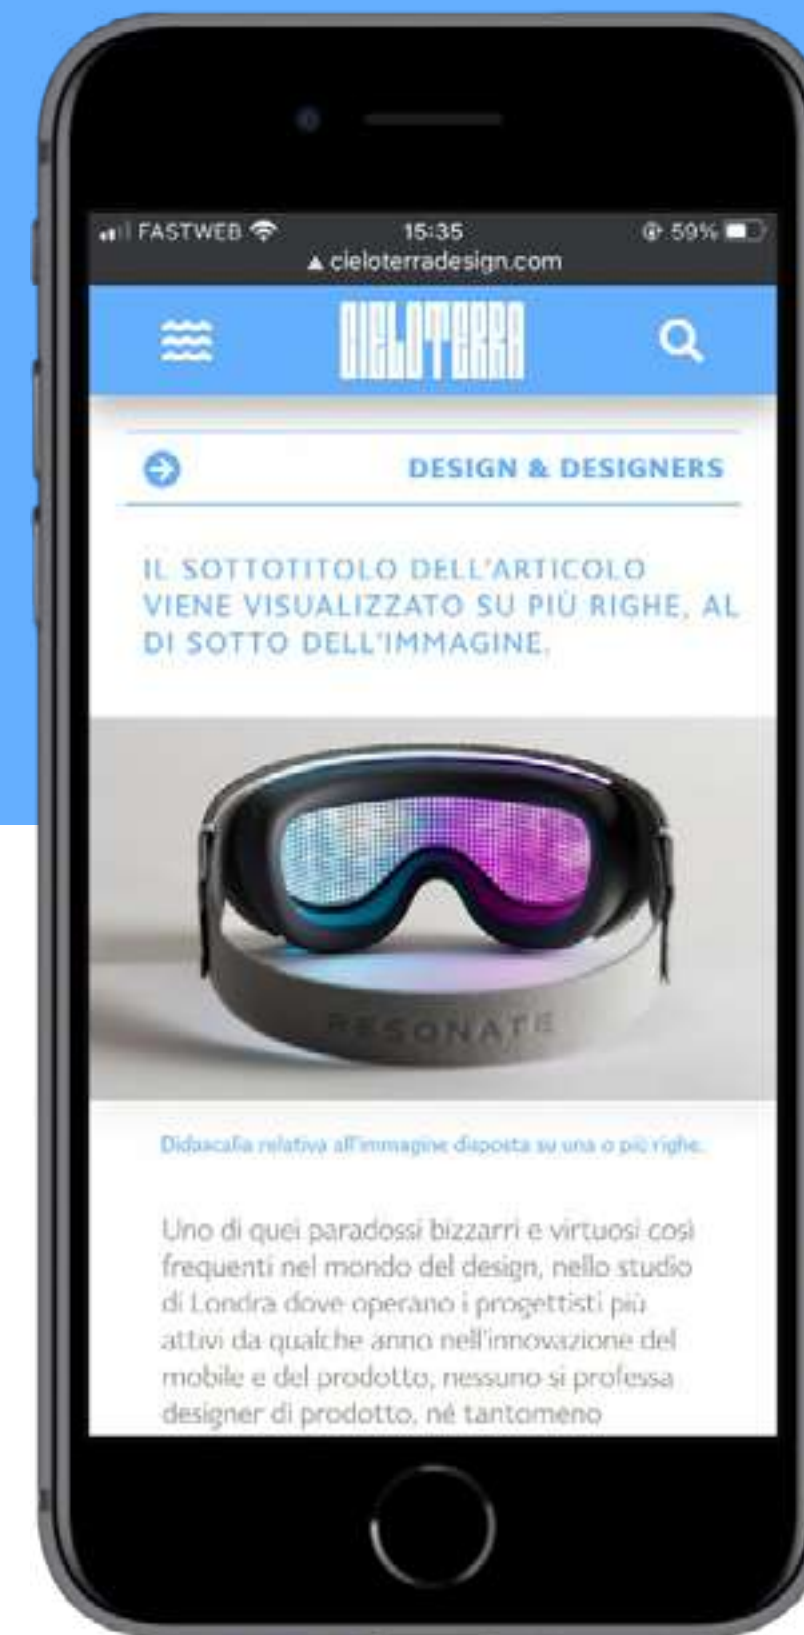 FASTWEB 15:35 59%
cieloterradesign.com
CIELOTERRA
DESIGN & DESIGNERS
IL SOTTOTITOLO DELL'ARTICOLO
VIENE VISUALIZZATO SU PIÙ RIGHE, AL
DI SOTTO DELL'IMMAGINE.
RESONATE
Didascalia relativa all'immagine disposta su una o più righe.
Uno di quei paradossi bizzarri e virtuosi così
frequenti nel mondo del design, nello studio
di Londra dove operano i progettisti più
attivi da qualche anno nell'innovazione del
mobile e del prodotto, nessuno si professa
designer di prodotto, né tantomeno